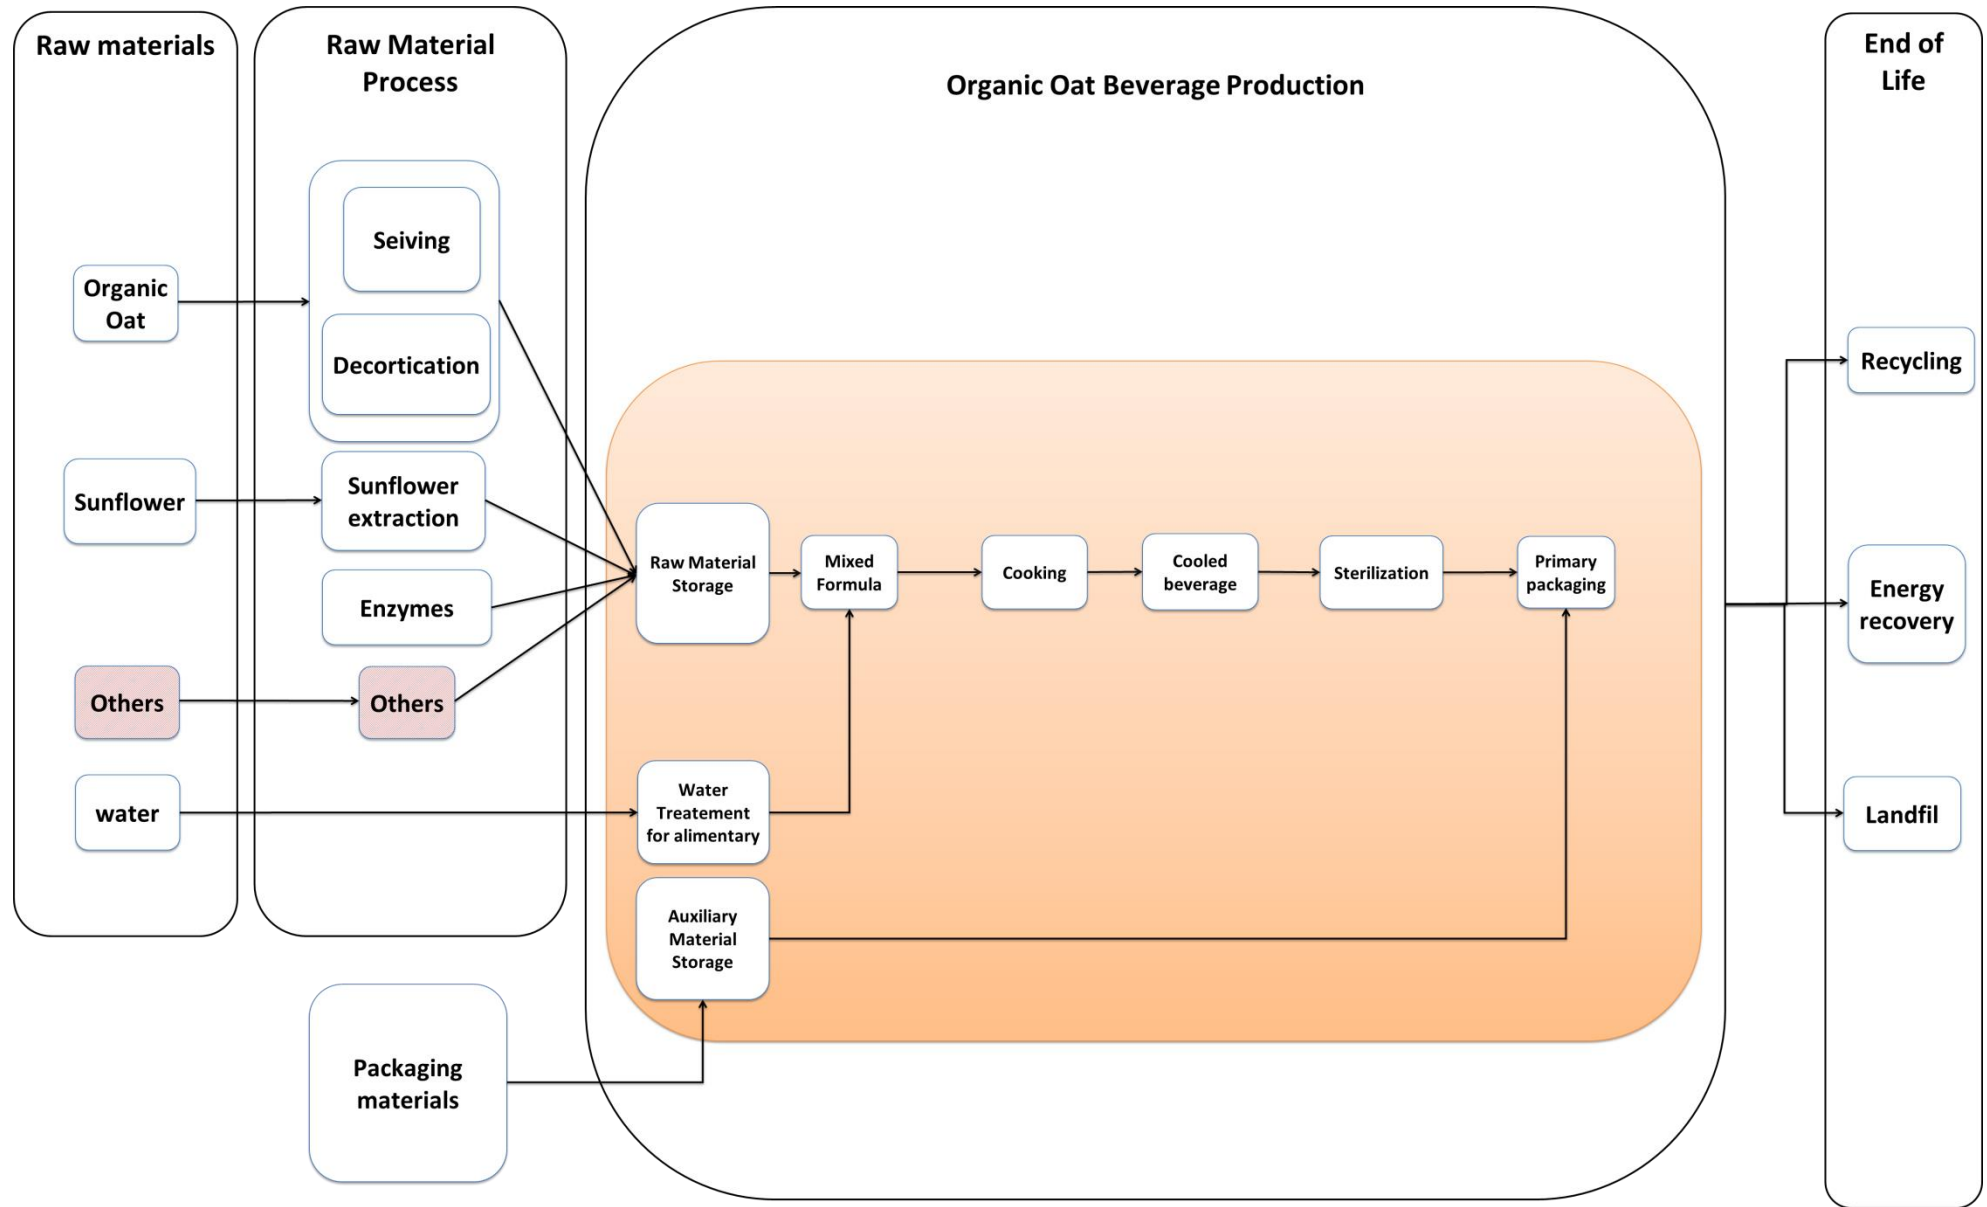 Raw materials
Organic
Oat
Sunflower
Others
water
Raw Material
Process
Seiving
Decortication
Sunflower
extraction
Enzymes
Others
Packaging
materials
Organic Oat Beverage Production
Raw Material
Storage
Mixed
Formula
Cooking
Cooled
beverage
Sterilization
Primary
packaging
Water
Treatement
for alimentary
Auxiliary
Material
Storage
End of
Life
Recycling
Energy
recovery
Landfil